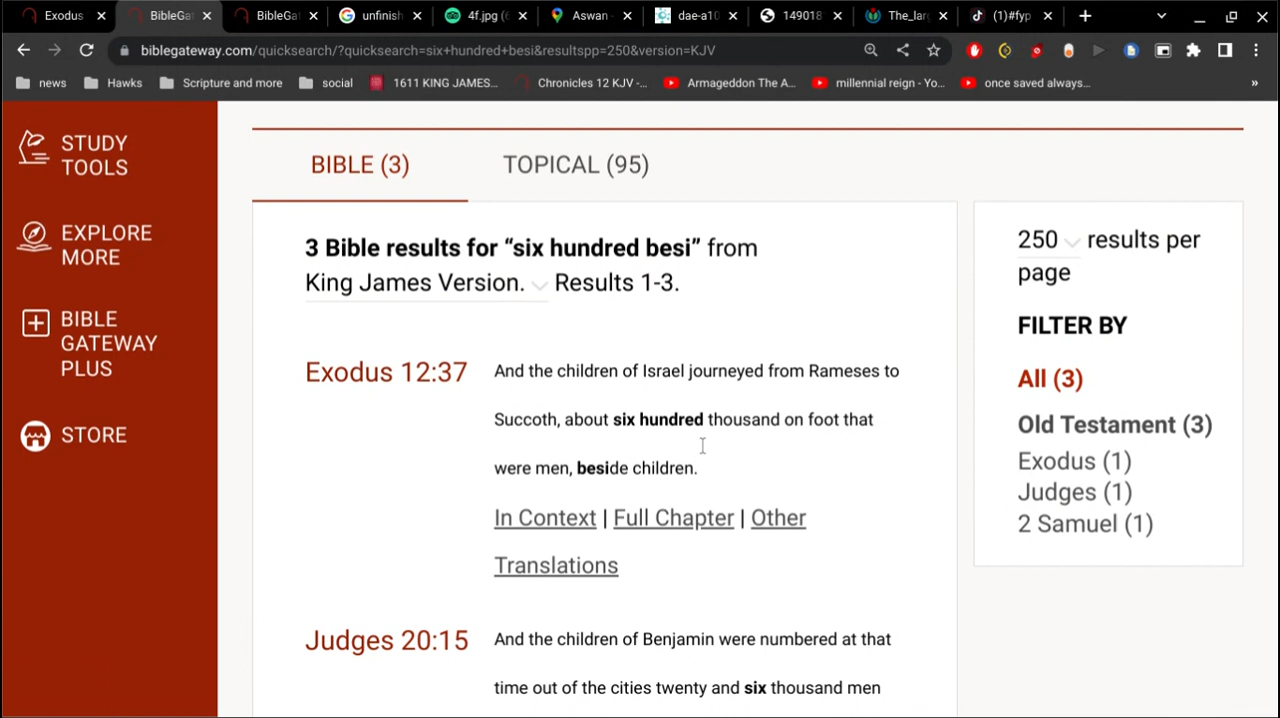 Exodus
BibleGa
BibleGat
unfinish
4f.jpg (6
Aswan -
dae-a10
149018
The_lar
(1)#fyp
biblegateway.com/quicksearch/?quicksearch=six+hundred+besi&resultspp=250&version=KJV
news
Hawks
Scripture and more
social
1611 KING JAMES...
Chronicles 12 KJV -...
Armageddon The A...
millennial reign - Yo...
once saved always...
»
STUDY
TOOLS
EXPLORE
MORE
BIBLE
GATEWAY
PLUS
STORE
BIBLE (3)
TOPICAL (95)
3 Bible results for “six hundred besi” from
King James Version. Results 1-3.
Exodus 12:37
And the children of Israel journeyed from Rameses to
Succoth, about six hundred thousand on foot that
were men, beside children.
In Context | Full Chapter | Other
Translations
Judges 20:15
And the children of Benjamin were numbered at that
time out of the cities twenty and six thousand men
250 results per
page
FILTER BY
All (3)
Old Testament (3)
Exodus (1)
Judges (1)
2 Samuel (1)